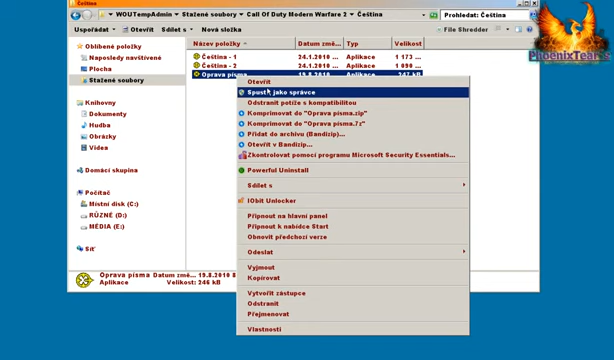 Čeština
WOUTempAdmin ▸ Stažené soubory ▸ Call Of Duty Modern Warfare 2 ▸ Čeština
Prohledat: Čeština
Uspořádat
Otevřít
Sdílet s
Nová složka
File Shredder
PhoenixTear
Oblíbené položky
Naposledy navštívené
Plocha
Stažené soubory
Knihovny
Dokumenty
Hudba
Obrázky
Videa
Domácí skupina
Počítač
Místní disk (C:)
RŮZNÉ (D:)
MÉDIA (E:)
Síť
Název položky
Datum změ...
Typ
Velikost
Čeština - 1
24.1.2010 ...
Aplikace
1 173 ...
Čeština - 2
24.1.2010 ...
Aplikace
1 090 ...
Oprava písma
19.8.2010 8...
Aplikace
247 kB
Otevřít
Spustit jako správce
Odstranit potíže s kompatibilitou
Komprimovat do "Oprava písma.zip"
Komprimovat do "Oprava písma.7z"
Přidat do archivu (Bandizip)...
Otevřít v Bandizip...
Zkontrolovat pomocí programu Microsoft Security Essentials...
Powerful Uninstall
Sdílet s
IObit Unlocker
Připnout na hlavní panel
Připnout k nabídce Start
Obnovit předchozí verze
Odeslat
Vyjmout
Kopírovat
Vytvořit zástupce
Odstranit
Přejmenovat
Vlastnosti
Oprava písma Datum změ... 19.8.2010 8
Aplikace Velikost: 246 kB